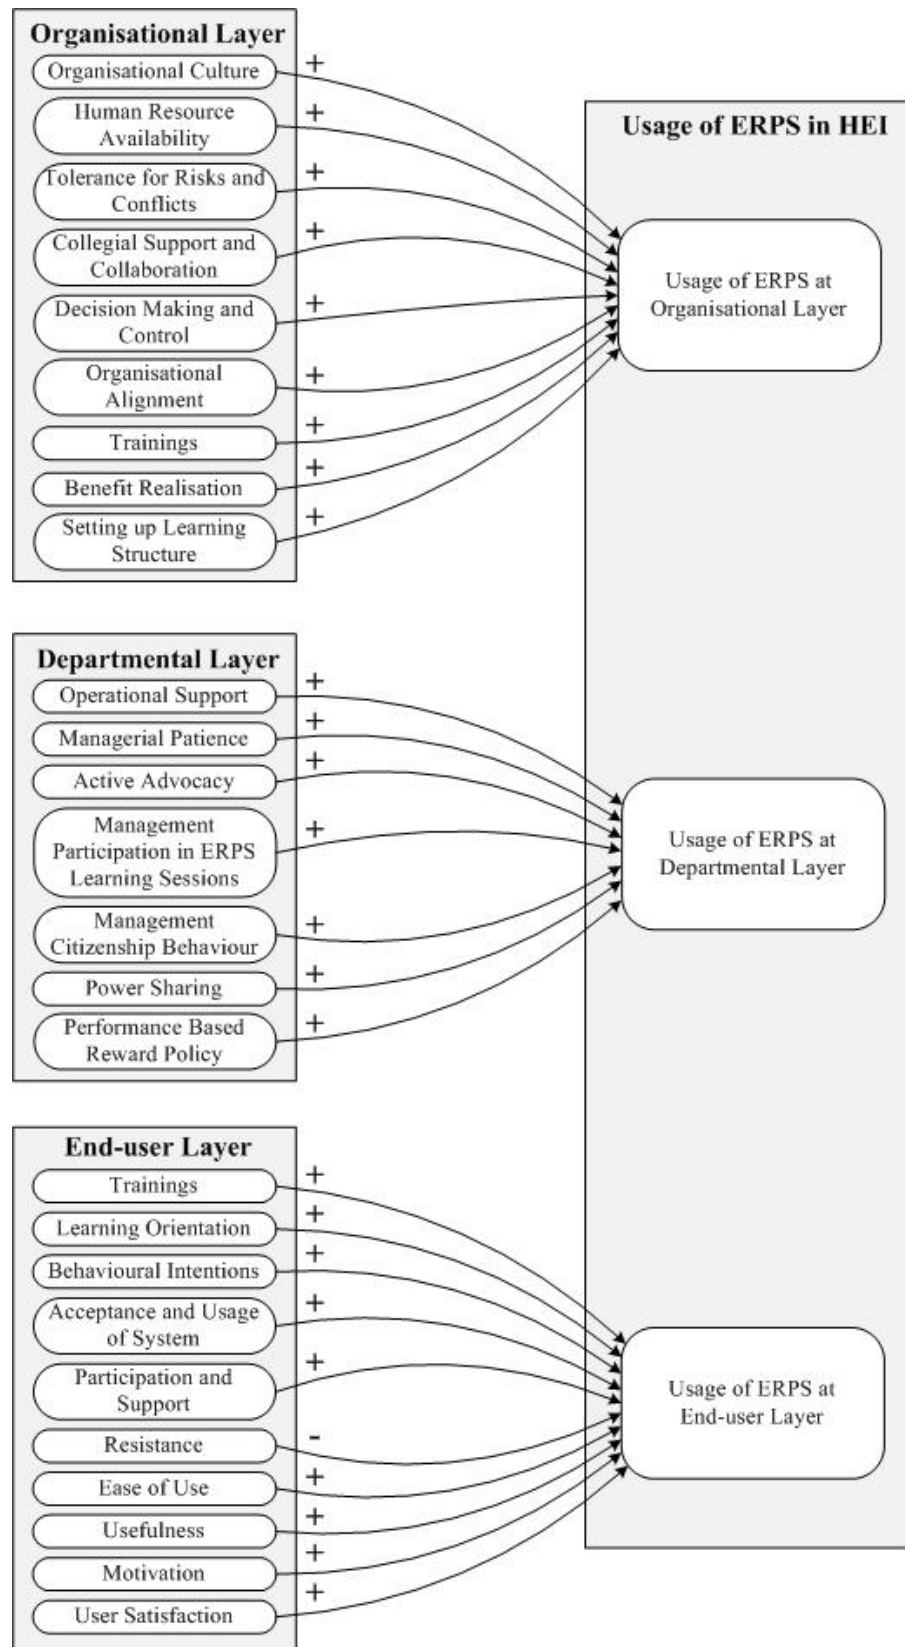 Organisational Layer
+
Organisational Culture
+
Human Resource
Availability
+
Tolerance for Risks and
Conflicts
+
Collegial Support and
Collaboration
+
Decision Making and
Control
+
Organisational
Alignment
+
Trainings
+
Benefit Realisation
+
Setting up Learning
Structure
Departmental Layer
+
Operational Support
+
Managerial Patience
+
Active Advocacy
+
Management
Participation in ERPS
Learning Sessions
+
Management
Citizenship Behaviour
+
Power Sharing
+
Performance Based
Reward Policy
End-user Layer
+
Trainings
+
Learning Orientation
+
Behavioural Intentions
+
Acceptance and Usage
of System
+
Participation and
Support
-
Resistance
+
Ease of Use
+
Usefulness
+
Motivation
+
User Satisfaction
Usage of ERPS in HEI
Usage of ERPS at
Organisational Layer
Usage of ERPS at
Departmental Layer
Usage of ERPS at
End-user Layer